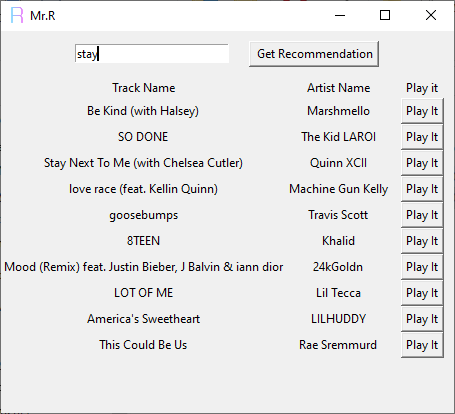 Mr.R
stay Get Recommendation
Track Name Artist Name Play it
Be Kind (with Halsey) Marshmello Play It
SO DONE The Kid LAROI Play It
Stay Next To Me (with Chelsea Cutler) Quinn XCII Play It
love race (feat. Kellin Quinn) Machine Gun Kelly Play It
goosebumps Travis Scott Play It
8TEEN Khalid Play It
Mood (Remix) feat. Justin Bieber, J Balvin & iann dior 24kGoldn Play It
LOT OF ME Lil Tecca Play It
America's Sweetheart LILHUDDY Play It
This Could Be Us Rae Sremmurd Play It